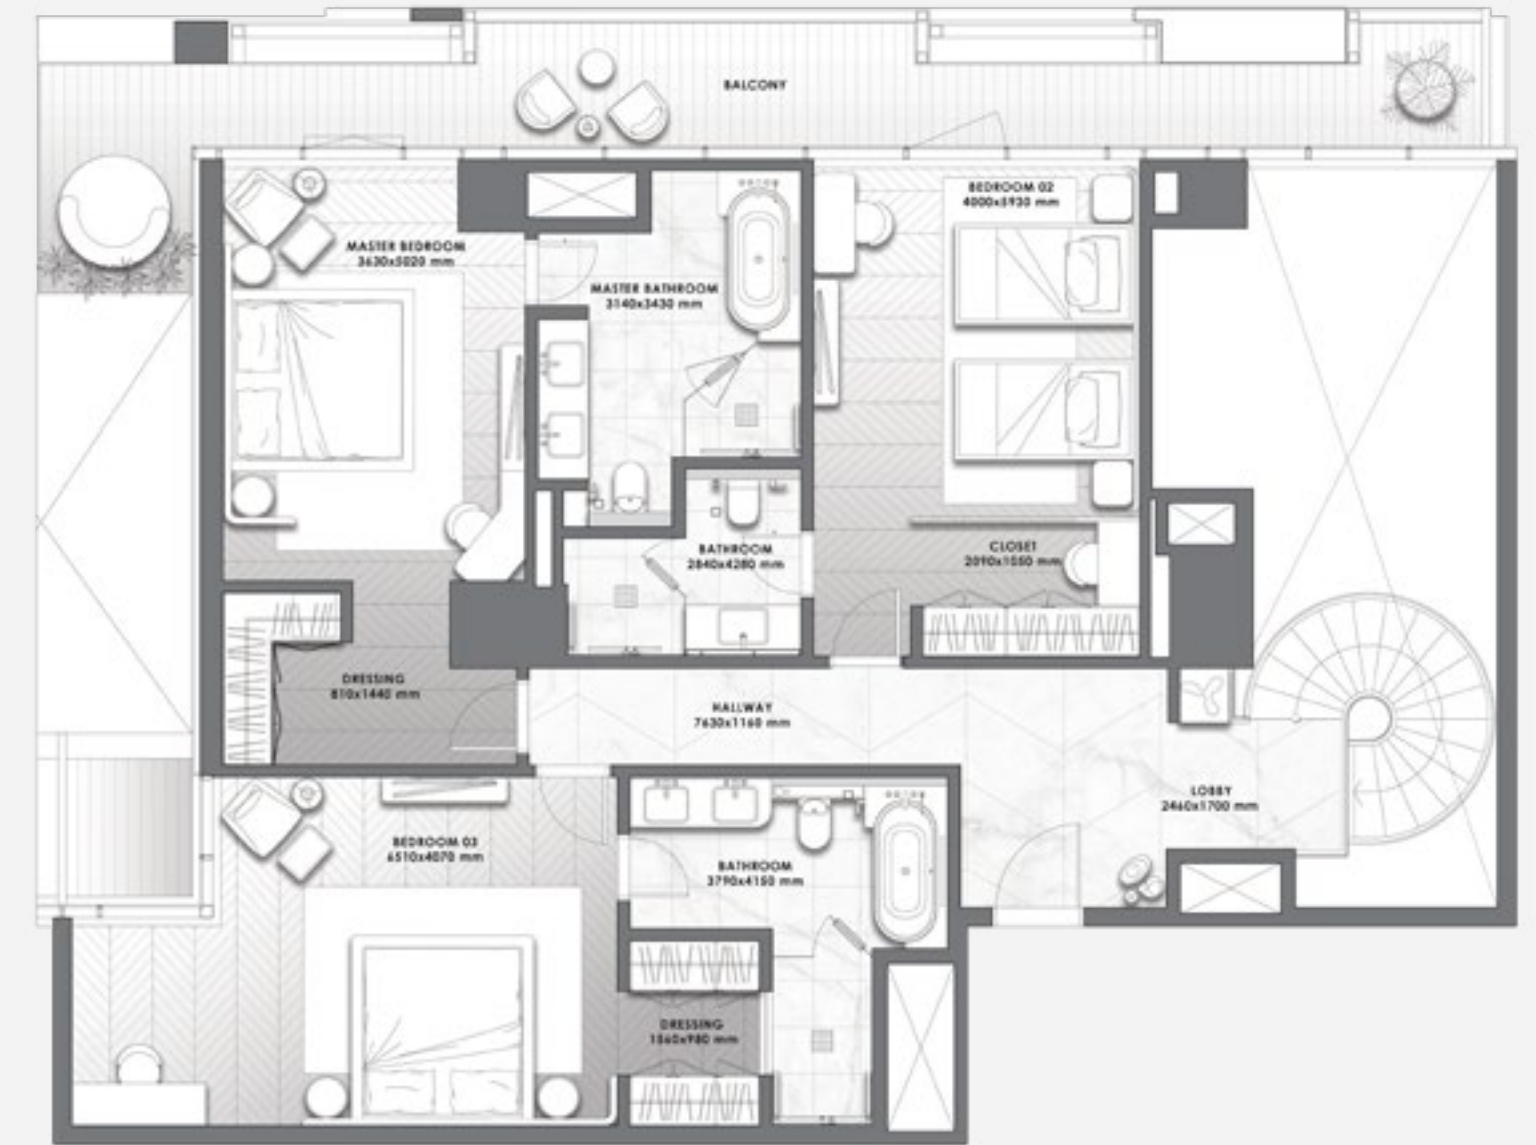 BALCONY
BEDROOM 02
4000x5930 mm
MASTER BEDROOM
3630x5020 mm
MASTER BATHROOM
3140x3430 mm
BATHROOM
2840x4280 mm
CLOSET
2090x1050 mm
DRESSING
810x1440 mm
HALLWAY
7630x1160 mm
LOBBY
2460x1700 mm
BEDROOM 03
6510x4070 mm
BATHROOM
3790x4150 mm
DRESSING
1560x980 mm